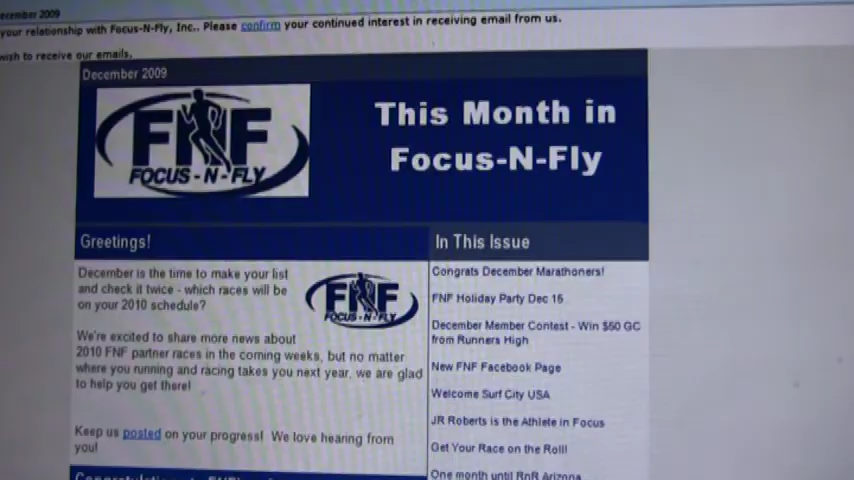 ecember 2009
your relationship with Focus-N-Fly, Inc.. Please confirm your continued interest in receiving email from us.
wish to receive our emails.
December 2009
FNF
FOCUS-N-FLY
This Month in
Focus-N-Fly
Greetings!
December is the time to make your list
and check it twice - which races will be
on your 2010 schedule?
FNF
FOCUS-N-FLY
We're excited to share more news about
2010 FNF partner races in the coming weeks, but no matter
where you running and racing takes you next year, we are glad
to help you get there!
Keep us posted on your progress! We love hearing from
you!
In This Issue
Congrats December Marathoners!
FNF Holiday Party Dec 15
December Member Contest - Win $50 GC
from Runners High
New FNF Facebook Page
Welcome Surf City USA
JR Roberts is the Athlete in Focus
Get Your Race on the Roll!
One month until RnR Arizona